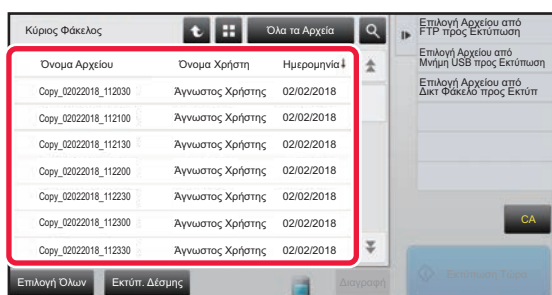 Κύριος Φάκελος
Όλα τα Αρχεία
Όνομα Αρχείου Όνομα Χρήστη Ημερομηνία
Copy_02022018_112030 Άγνωστος Χρήστης 02/02/2018
Copy_02022018_112100 Άγνωστος Χρήστης 02/02/2018
Copy_02022018_112130 Άγνωστος Χρήστης 02/02/2018
Copy_02022018_112200 Άγνωστος Χρήστης 02/02/2018
Copy_02022018_112230 Άγνωστος Χρήστης 02/02/2018
Copy_02022018_112300 Άγνωστος Χρήστης 02/02/2018
Copy_02022018_112330 Άγνωστος Χρήστης 02/02/2018
Επιλογή Όλων Εκτύπ. Δέσμης Διαγραφή
Επιλογή Αρχείου από
FTP προς Εκτύπωση
Επιλογή Αρχείου από
Μνήμη USB προς Εκτύπωση
Επιλογή Αρχείου από
Δικτ Φάκελο προς Εκτύπ
CA
Εκτύπωση Τώρα